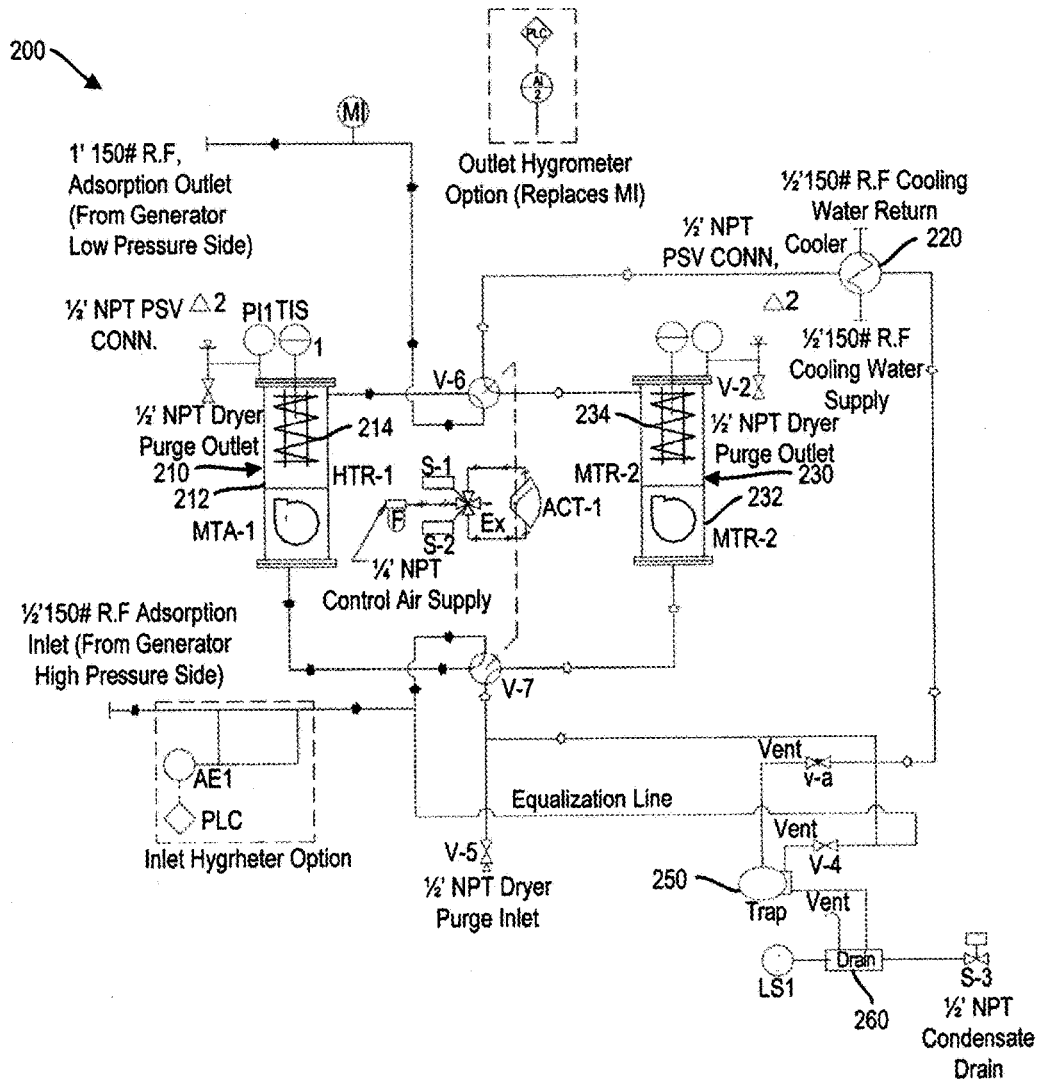 200
PLC
AI
2
MI
1' 150# R.F,
Adsorption Outlet
(From Generator
Low Pressure Side)
Outlet Hygrometer
Option (Replaces MI)
½'150# R.F Cooling
Water Return
½' NPT
PSV CONN,
Cooler
220
½' NPT PSV
CONN.
2
PI1
TIS
1
2
½'150# R.F
Cooling Water
Supply
V-6
V-2
½' NPT Dryer
Purge Outlet
214
234
½' NPT Dryer
Purge Outlet
210
HTR-1
212
MTR-2
230
S-1
F
Ex
ACT-1
S-2
MTA-1
232
MTR-2
¼' NPT
Control Air Supply
½'150# R.F Adsorption
Inlet (From Generator
High Pressure Side)
V-7
AE1
PLC
Inlet Hygrheter Option
Vent
v-a
Equalization Line
Vent
V-4
V-5
½' NPT Dryer
Purge Inlet
250
Trap
Vent
LS1
Drain
260
S-3
½' NPT
Condensate
Drain